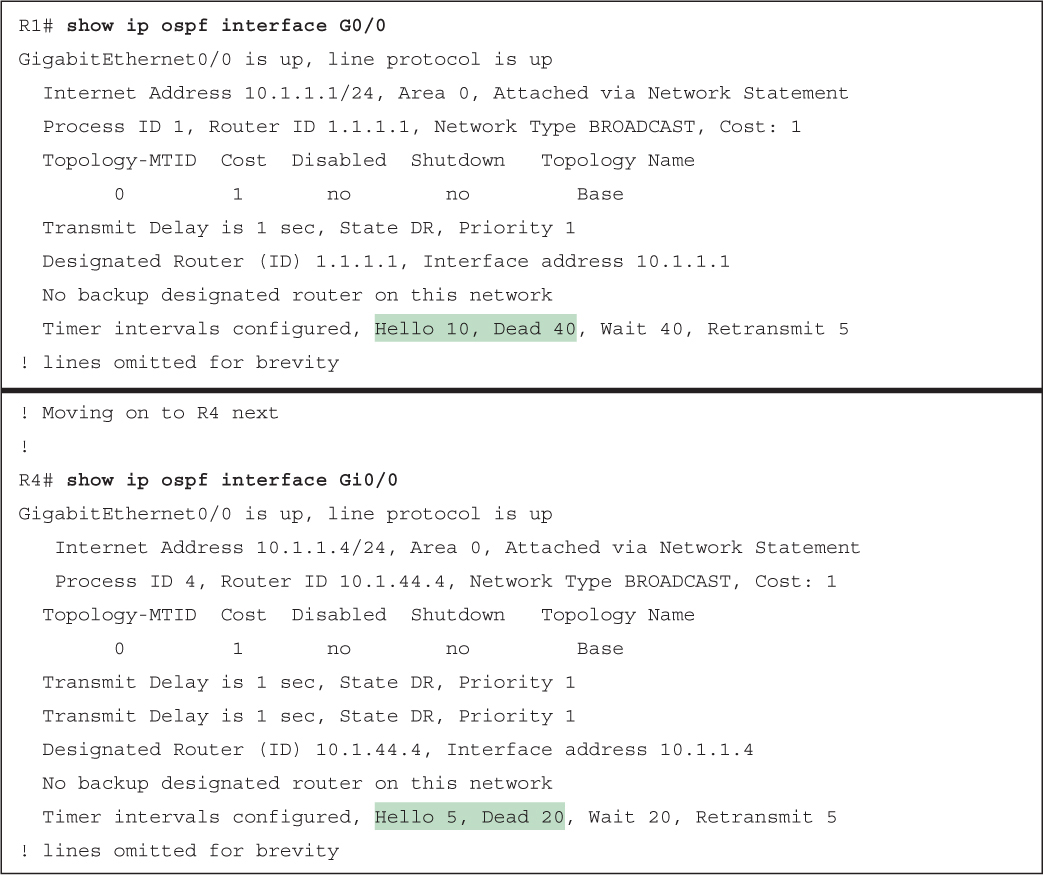 R1# show ip ospf interface G0/0
GigabitEthernet0/0 is up, line protocol is up
Internet Address 10.1.1.1/24, Area 0, Attached via Network Statement
Process ID 1, Router ID 1.1.1.1, Network Type BROADCAST, Cost: 1
Topology-MTID Cost Disabled Shutdown Topology Name
0 1 no no Base
Transmit Delay is 1 sec, State DR, Priority 1
Designated Router (ID) 1.1.1.1, Interface address 10.1.1.1
No backup designated router on this network
Timer intervals configured, Hello 10, Dead 40, Wait 40, Retransmit 5
! lines omitted for brevity
! Moving on to R4 next
!
R4# show ip ospf interface Gi0/0
GigabitEthernet0/0 is up, line protocol is up
Internet Address 10.1.1.4/24, Area 0, Attached via Network Statement
Process ID 4, Router ID 10.1.44.4, Network Type BROADCAST, Cost: 1
Topology-MTID Cost Disabled Shutdown Topology Name
0 1 no no Base
Transmit Delay is 1 sec, State DR, Priority 1
Transmit Delay is 1 sec, State DR, Priority 1
Designated Router (ID) 10.1.44.4, Interface address 10.1.1.4
No backup designated router on this network
Timer intervals configured, Hello 5, Dead 20, Wait 20, Retransmit 5
! lines omitted for brevity